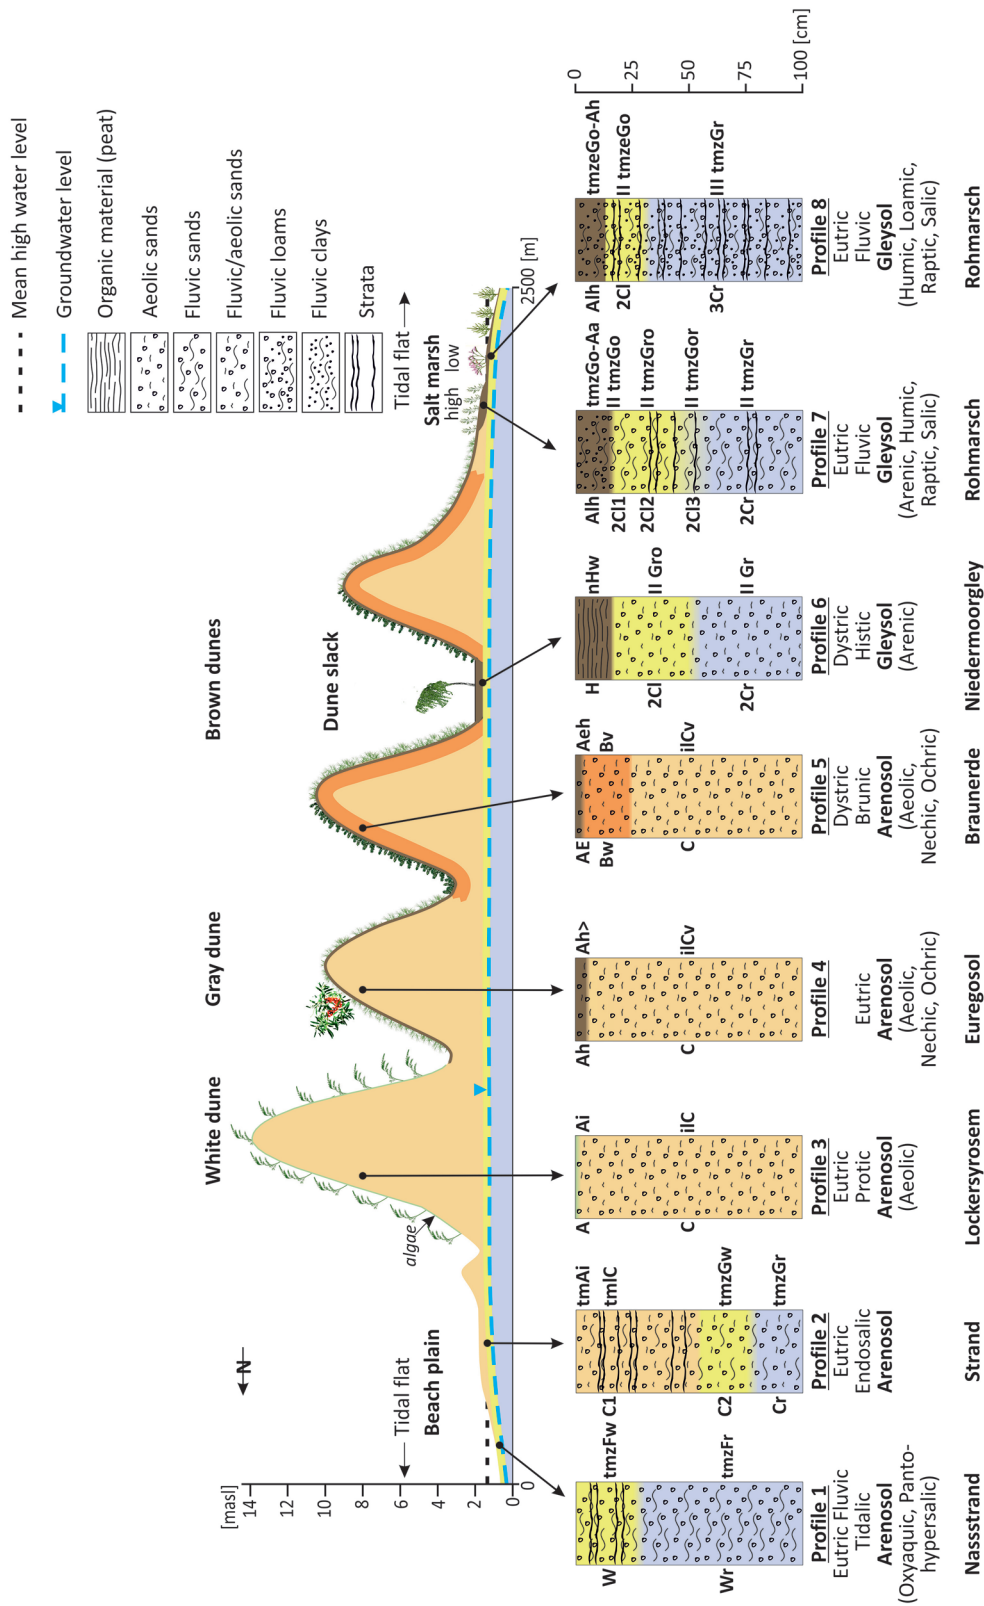 Mean high water level
Groundwater level
Organic material (peat)
Aeolic sands
Fluvic sands
Fluvic/aeolic sands
Fluvic loams
Fluvic clays
Strata
N
White dune
Gray dune
Brown dunes
Dune slack
[masl]
14
12
10
8
6
4
2
0
0
2500 [m]
Tidal flat
Beach plain
algae
Tidal flat
Salt marsh
high low
W
Wr
tmzFw
tmzFr
Profile 1
Eutric Fluvic
Tidalic
Arenosol
(Oxyaquic, Panto-
hypersalic)
Nassstrand
C1
C2
Cr
tmAi
tmlC
tmzGw
tmzGr
Profile 2
Eutric
Endosalic
Arenosol
Strand
A
C
Ai
ilC
Profile 3
Eutric
Protic
Arenosol
(Aeolic)
Lockersyrosem
Ah
C
Ah>
ilCv
Profile 4
Eutric
Arenosol
(Aeolic,
Nechic, Ochric)
Euregosol
AE
Bw
C
Aeh
Bv
ilCv
Profile 5
Dystric
Brunic
Arenosol
(Aeolic,
Nechic, Ochric)
Braunerde
H
2Cl
2Cr
nHw
II Gro
II Gr
Profile 6
Dystric
Histic
Gleysol
(Arenic)
Niedermoorgley
Alh
2Cl1
2Cl2
2Cl3
2Cr
tmzGo-Aa
II tmzGo
II tmzGro
II tmzGor
II tmzGr
Profile 7
Eutric
Fluvic
Gleysol
(Arenic, Humic,
Raptic, Salic)
Rohmarsch
Alh
2Cl
3Cr
tmzeGo-Ah
II tmzeGo
III tmzGr
Profile 8
Eutric
Fluvic
Gleysol
(Humic, Loamic,
Raptic, Salic)
Rohmarsch
0
25
50
75
100 [cm]